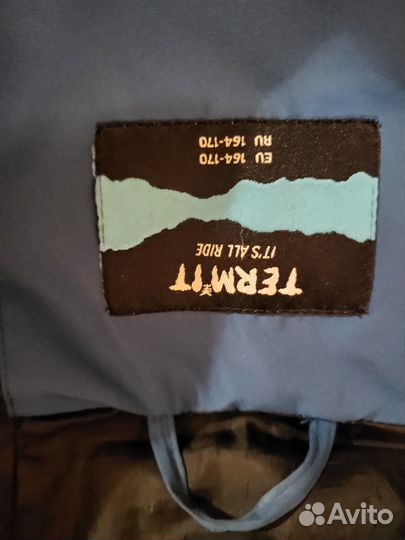 TERMIT
IT'S ALL RIDE
EU 164-170
RU 164-170
Avito